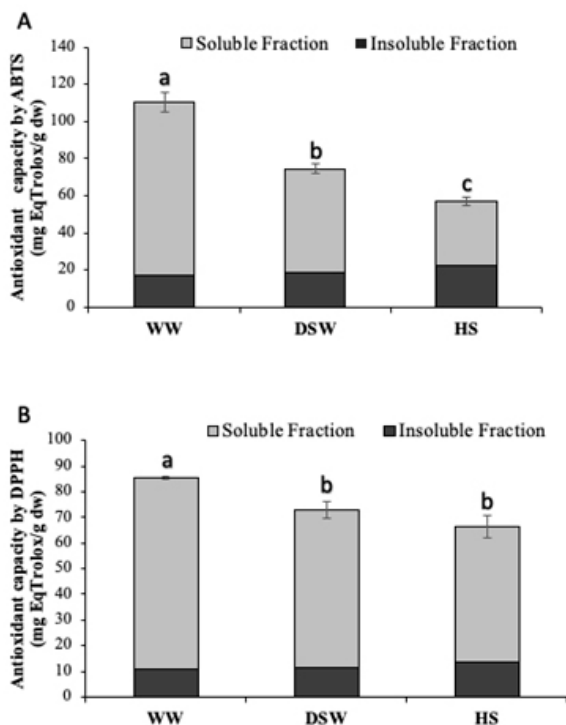 A
Soluble Fraction
Insoluble Fraction
Antioxidant capacity by ABTS
(mg EqTrolox/g dw)
140
120
100
80
60
40
20
0
a
b
c
WW
DSW
HS
B
Soluble Fraction
Insoluble Fraction
Antioxidant capacity by DPPH
(mg EqTrolox/g dw)
100
90
80
70
60
50
40
30
20
10
0
a
b
b
WW
DSW
HS